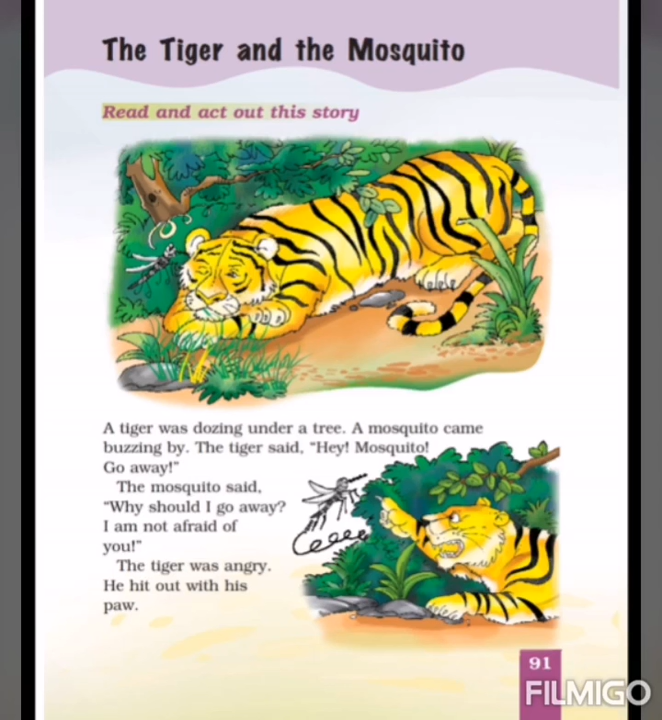 The Tiger and the Mosquito
Read and act out this story
A tiger was dozing under a tree. A mosquito came
buzzing by. The tiger said, “Hey! Mosquito!
Go away!”
The mosquito said,
“Why should I go away?
I am not afraid of
you!”
The tiger was angry.
He hit out with his
paw.
91
FILMIGO